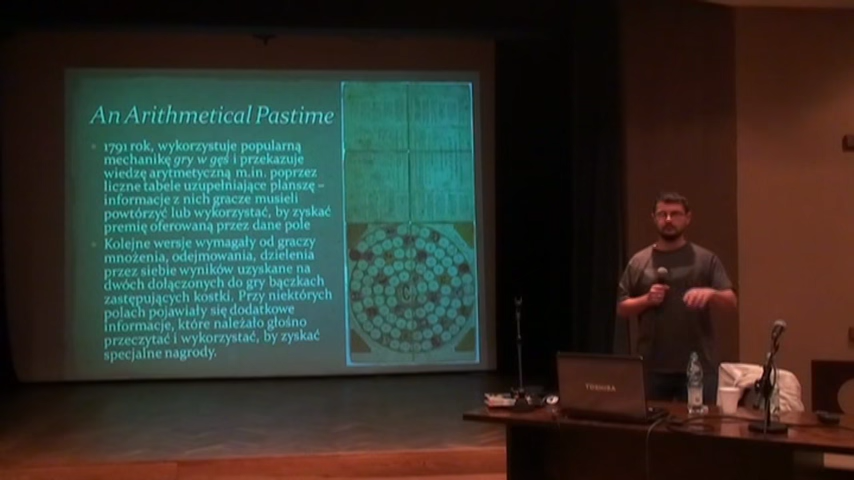 An Arithmetical Pastime
1791 rok, wykorzystuje popularną
mechanikę gry w gęś i przekazuje
wiedzę arytmetyczną m.in. poprzez
liczne tabele uzupełniające planszę –
informacje z nich gracze musieli
powtórzyć lub wykorzystać, by zyskać
premię oferowaną przez dane pole
Kolejne wersje wymagały od graczy
mnożenia, odejmowania, dzielenia
przez siebie wyników uzyskane na
dwóch dołączonych do gry bączkach
zastępujących kostki. Przy niektórych
polach pojawiały się dodatkowe
informacje, które należało głośno
przeczytać i wykorzystać, by zyskać
specjalne nagrody.
TOSHIBA